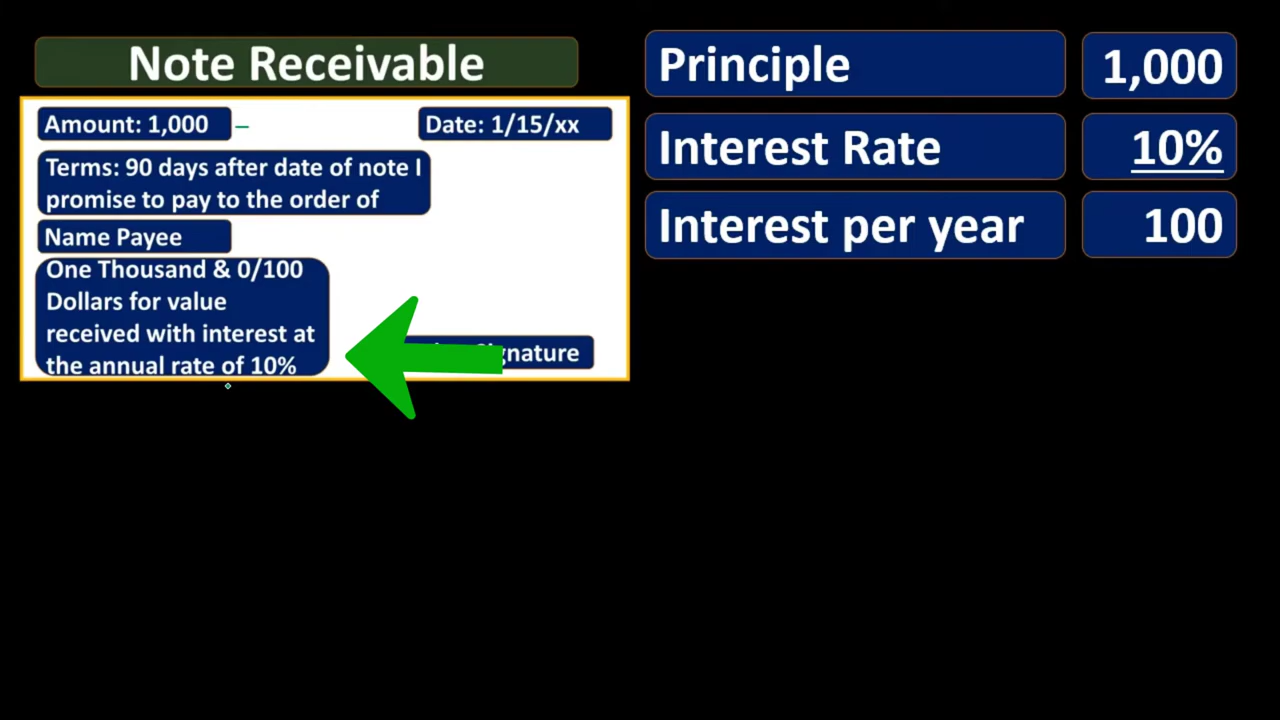 Note Receivable
Amount: 1,000
Date: 1/15/xx
Terms: 90 days after date of note I
promise to pay to the order of
Name Payee
One Thousand & 0/100
Dollars for value
received with interest at
the annual rate of 10%
Principle 1,000
Interest Rate 10%
Interest per year 100